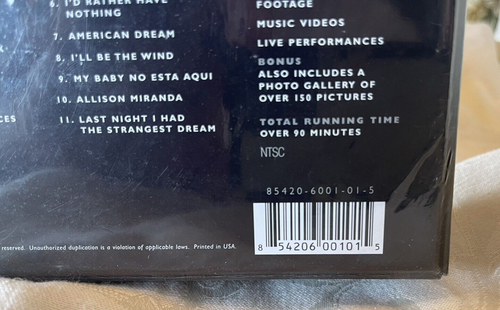 6. I'D RATHER HAVE
NOTHING
7. AMERICAN DREAM
8. I'LL BE THE WIND
9. MY BABY NO ESTA AQUI
10. ALLISON MIRANDA
11. LAST NIGHT I HAD
THE STRANGEST DREAM
FOOTAGE
MUSIC VIDEOS
LIVE PERFORMANCES
BONUS
ALSO INCLUDES A
PHOTO GALLERY OF
OVER 150 PICTURES
TOTAL RUNNING TIME
OVER 90 MINUTES
NTSC
85420-6001-01-5
8 54206 00101 5
reserved. Unauthorized duplication is a violation of applicable laws. Printed in USA.